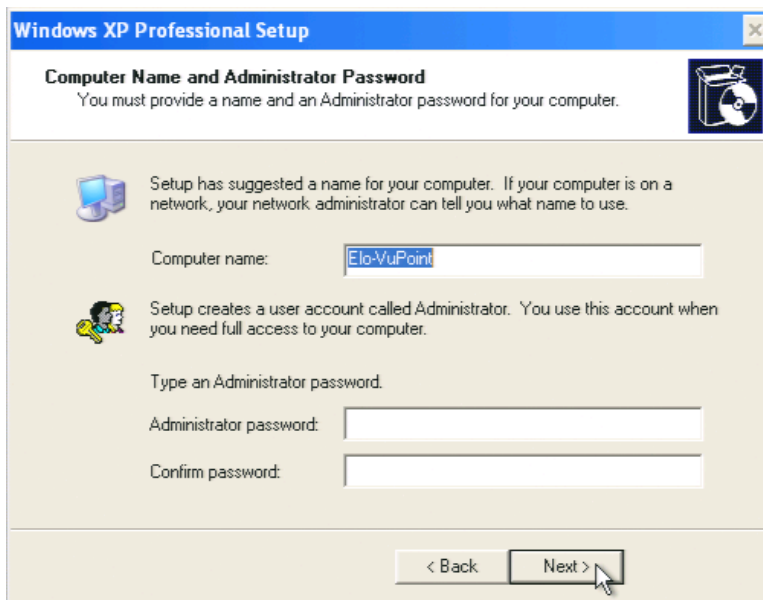 Windows XP Professional Setup
Computer Name and Administrator Password
You must provide a name and an Administrator password for your computer.
Setup has suggested a name for your computer. If your computer is on a
network, your network administrator can tell you what name to use.
Computer name: Elo-VuPoint
Setup creates a user account called Administrator. You use this account when
you need full access to your computer.
Type an Administrator password.
Administrator password:
Confirm password:
< Back Next >